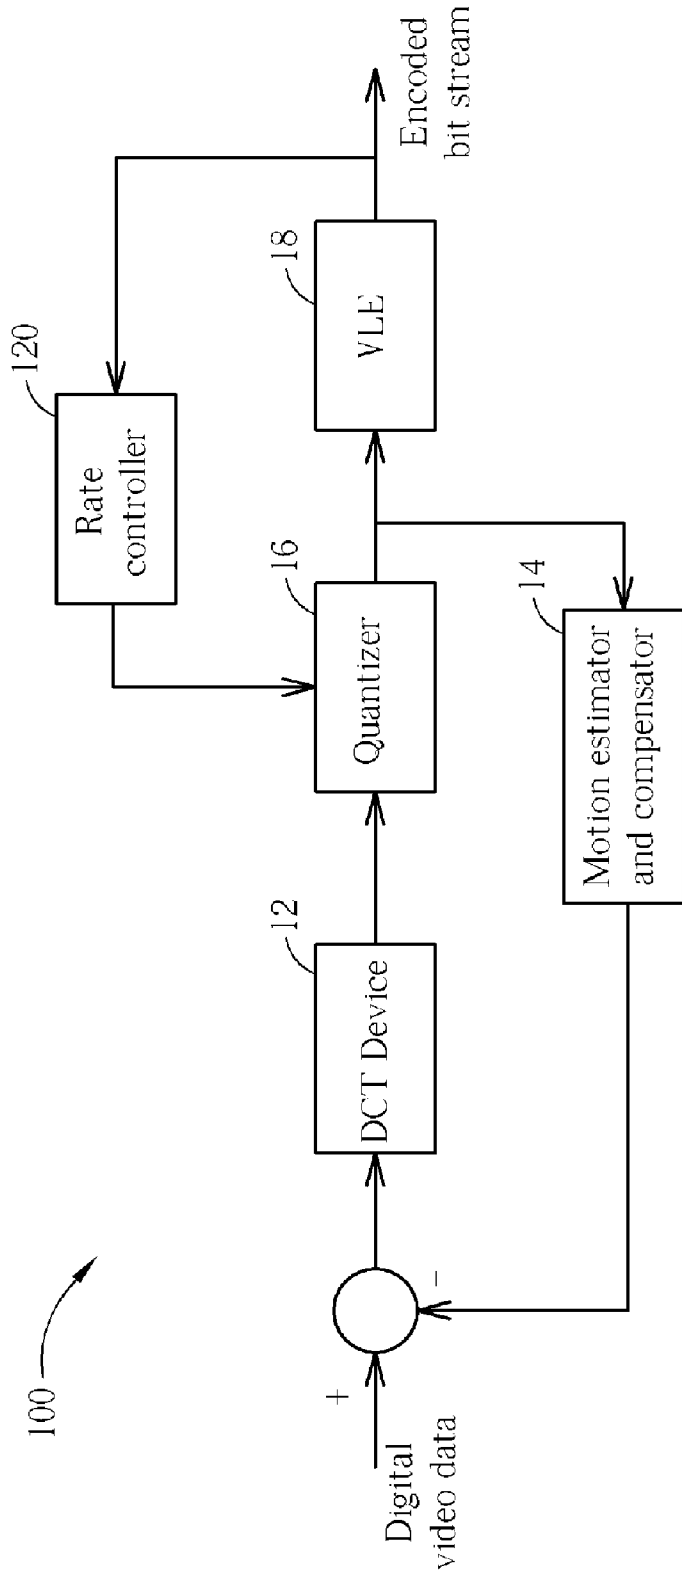 100
120
Rate
controller
Digital
video data
+
-
12
DCT Device
16
Quantizer
18
VLE
Encoded
bit stream
14
Motion estimator
and compensator